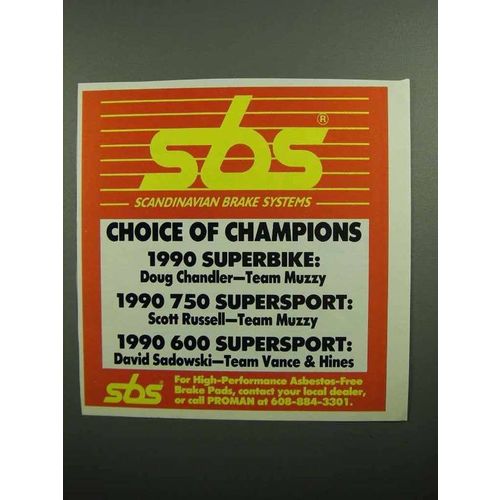 sbs®
SCANDINAVIAN BRAKE SYSTEMS
CHOICE OF CHAMPIONS
1990 SUPERBIKE:
Doug Chandler—Team Muzzy
1990 750 SUPERSPORT:
Scott Russell—Team Muzzy
1990 600 SUPERSPORT:
David Sadowski—Team Vance & Hines
sbs
For High-Performance Asbestos-Free
Brake Pads, contact your local dealer,
or call PROMAN at 608-884-3301.